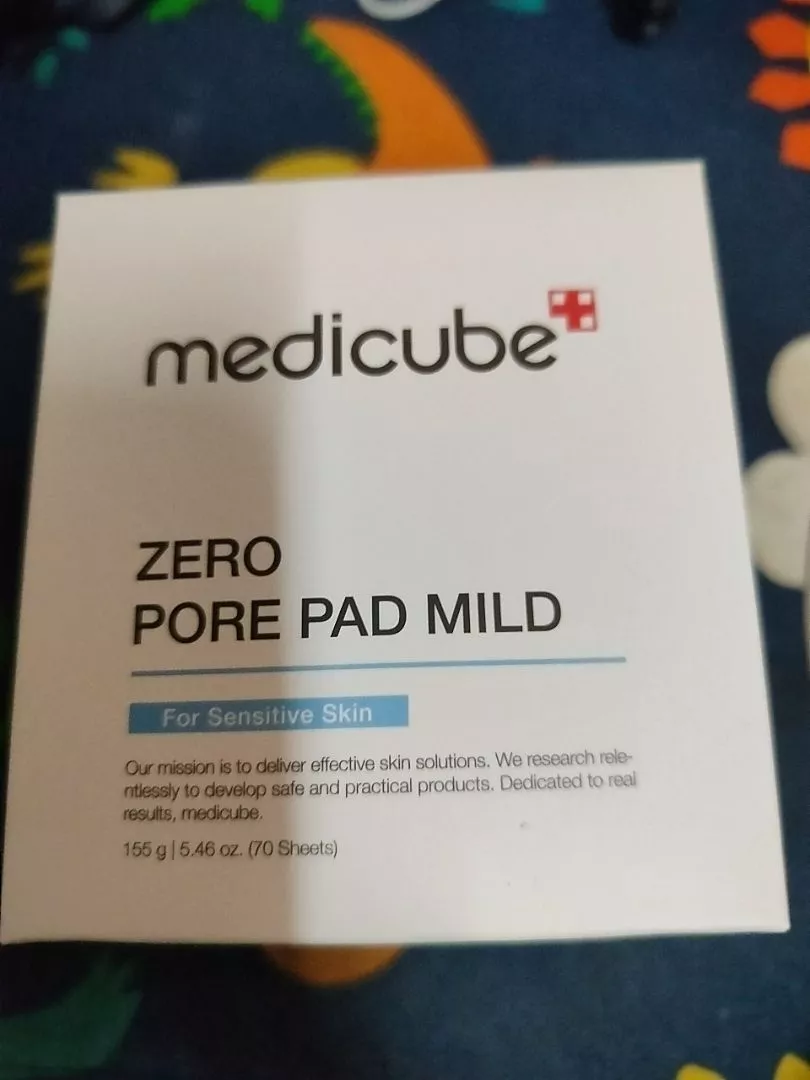 medicube
ZERO
PORE PAD MILD
For Sensitive Skin
Our mission is to deliver effective skin solutions. We research rele-
ntlessly to develop safe and practical products. Dedicated to real
results, medicube.
155 g | 5.46 oz. (70 Sheets)